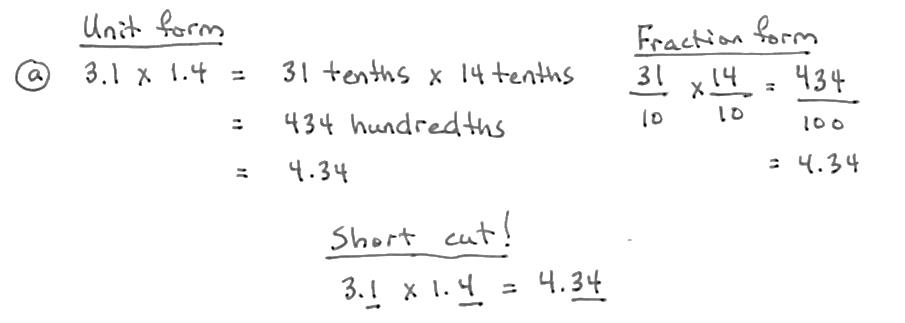 Unit form
(a) 3.1 x 1.4 = 31 tenths x 14 tenths
= 434 hundredths
= 4.34
Fraction form
31/10 x 14/10 = 434/100
= 4.34
Short cut!
3.1 x 1.4 = 4.34